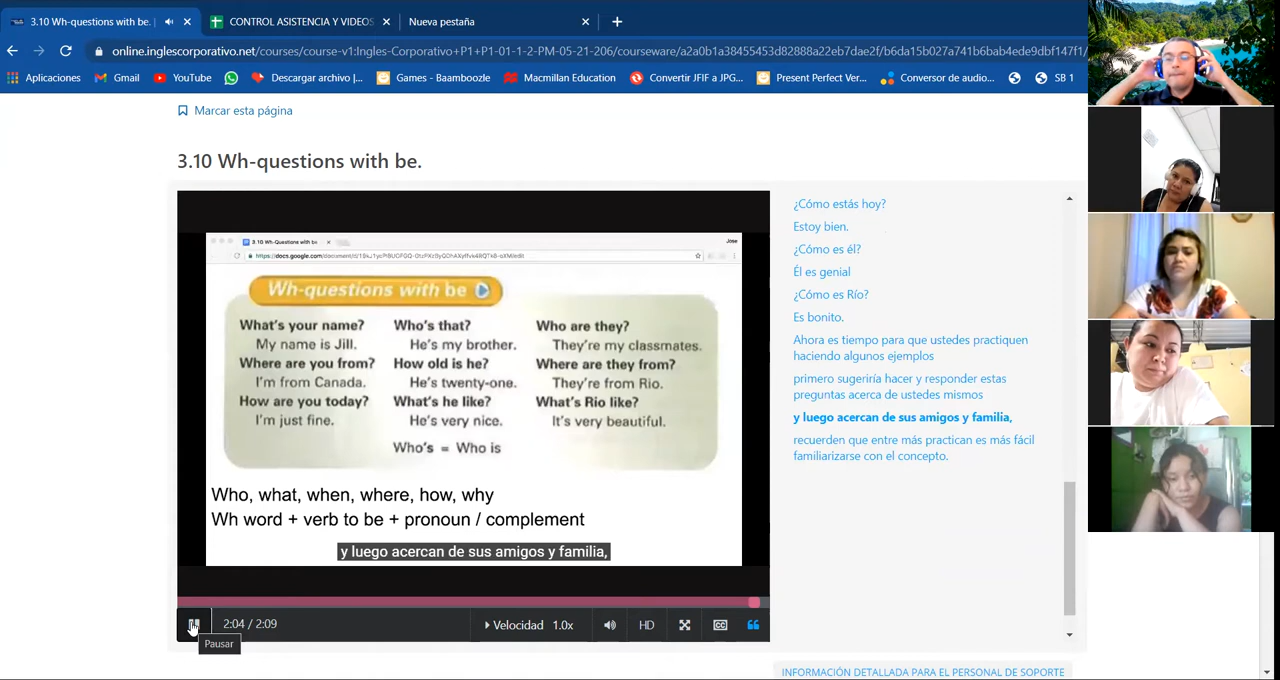 3.10 Wh-questions with be. |
CONTROL ASISTENCIA Y VIDEOS
Nueva pestaña
online.inglescorporativo.net/courses/course-v1:Ingles-Corporativo+P1+P1-01-1-2-PM-05-21-206/courseware/a2a0b1a38455453d82888a22eb7dae2f/b6da15b027a741b6bab4ede9dbf147f1/
Aplicaciones
Gmail
YouTube
Descargar archivo |...
Games - Baamboozle
Macmillan Education
Convertir JFIF a JPG...
Present Perfect Ver...
Conversor de audio...
SB 1
Marcar esta página
3.10 Wh-questions with be.
3.10 Wh-Questions with be
Jose
Wh-questions with be
What's your name?
My name is Jill.
Where are you from?
I'm from Canada.
How are you today?
I'm just fine.
Who's that?
He's my brother.
How old is he?
He's twenty-one.
What's he like?
He's very nice.
Who's = Who is
Who are they?
They're my classmates.
Where are they from?
They're from Rio.
What's Rio like?
It's very beautiful.
Who, what, when, where, how, why
Wh word + verb to be + pronoun / complement
y luego acercan de sus amigos y familia,
2:04 / 2:09
Velocidad 1.0x
HD
CC
Pausar
¿Cómo estás hoy?
Estoy bien.
¿Cómo es él?
Él es genial
¿Cómo es Río?
Es bonito.
Ahora es tiempo para que ustedes practiquen
haciendo algunos ejemplos
primero sugeriría hacer y responder estas
preguntas acerca de ustedes mismos
y luego acercan de sus amigos y familia,
recuerden que entre más practican es más fácil
familiarizarse con el concepto.
INFORMACIÓN DETALLADA PARA EL PERSONAL DE SOPORTE